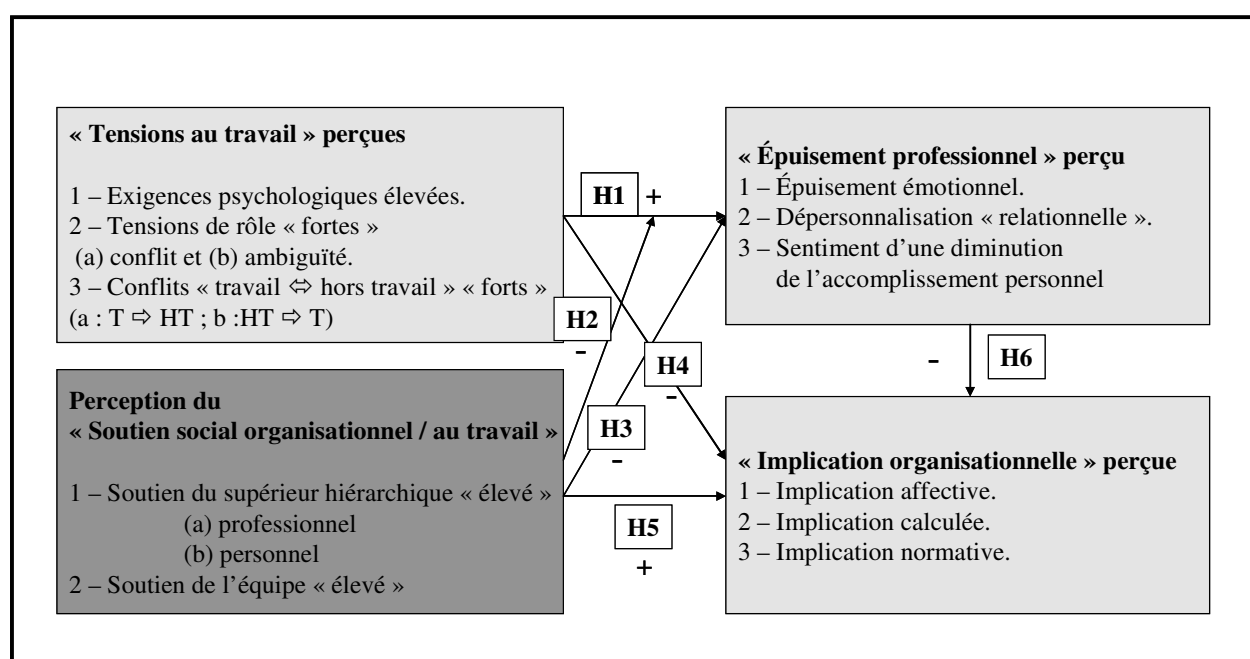 « Tensions au travail » perçues
1 – Exigences psychologiques élevées.
2 – Tensions de rôle « fortes »
(a) conflit et (b) ambiguïté.
3 – Conflits « travail ⇔ hors travail » « forts »
(a : T ⇨ HT ; b :HT ⇨ T)
H1 +
« Épuisement professionnel » perçu
1 – Épuisement émotionnel.
2 – Dépersonnalisation « relationnelle ».
3 – Sentiment d’une diminution
de l’accomplissement personnel
H2
-
H4
-
H3
-
- H6
Perception du
« Soutien social organisationnel / au travail »
1 – Soutien du supérieur hiérarchique « élevé »
(a) professionnel
(b) personnel
2 – Soutien de l’équipe « élevé »
H5
+
« Implication organisationnelle » perçue
1 – Implication affective.
2 – Implication calculée.
3 – Implication normative.